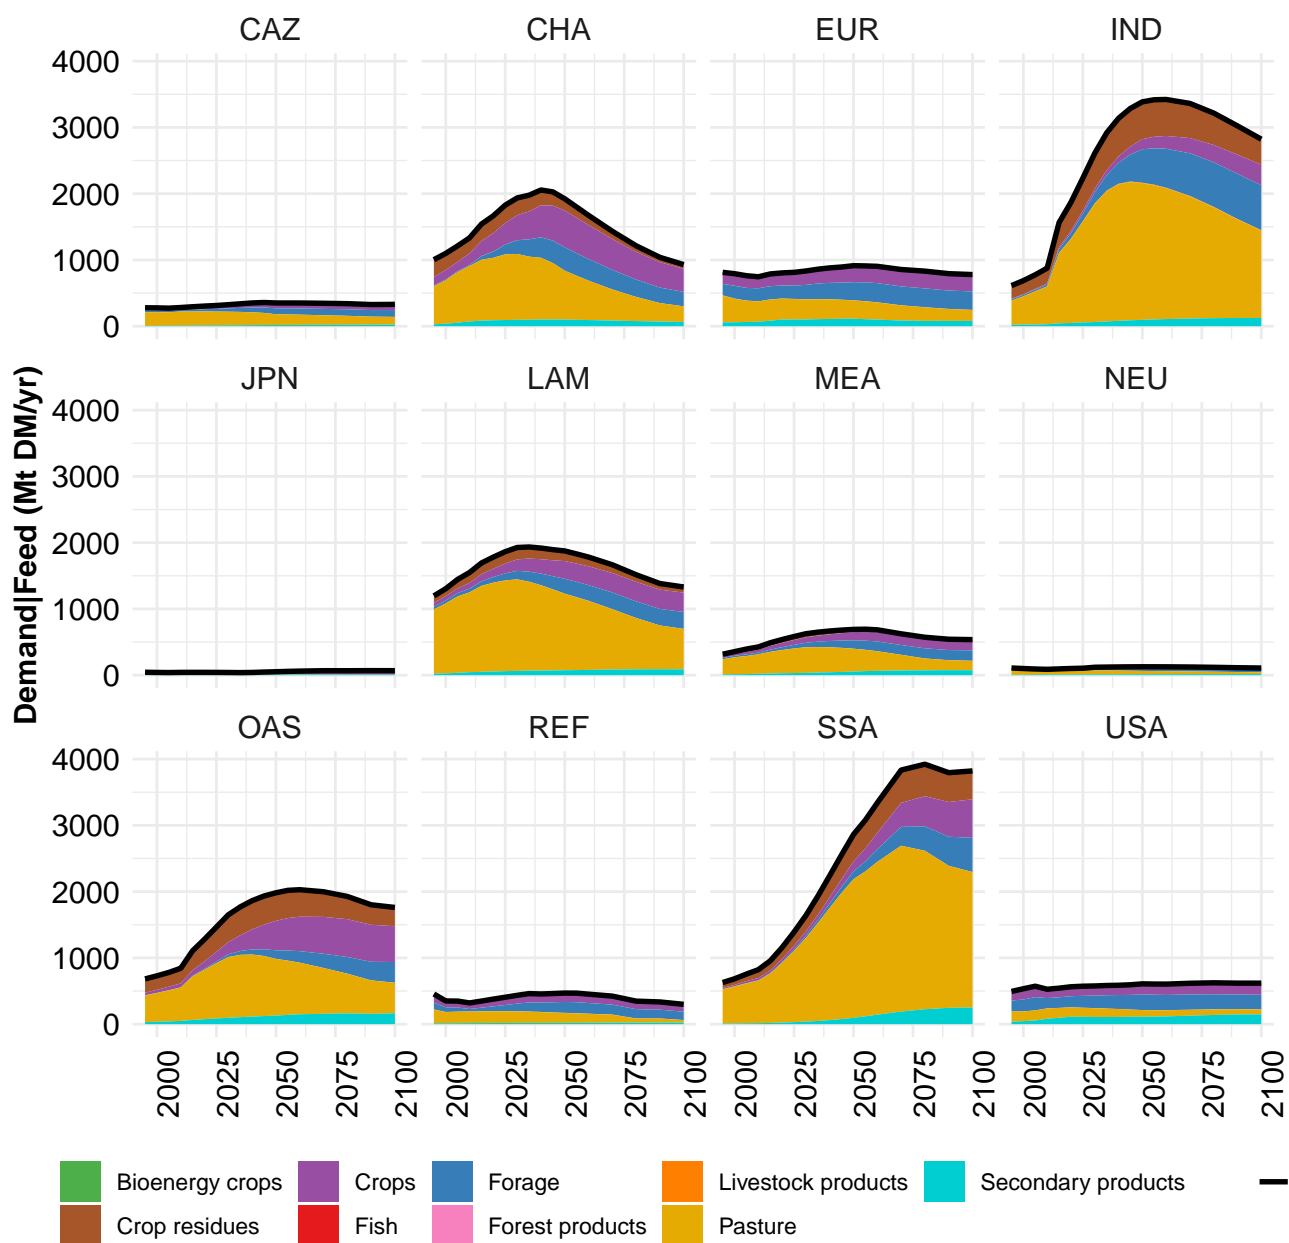 CAZ CHA EUR IND
4000
3000
2000
1000
0
JPN LAM MEA NEU
4000
3000
2000
1000
0
Demand|Feed (Mt DM/yr)
OAS REF SSA USA
4000
3000
2000
1000
0
2000 2025 2050 2075 2100 2000 2025 2050 2075 2100 2000 2025 2050 2075 2100 2000 2025 2050 2075 2100
Bioenergy crops Crops Forage Livestock products Secondary products
Crop residues Fish Forest products Pasture